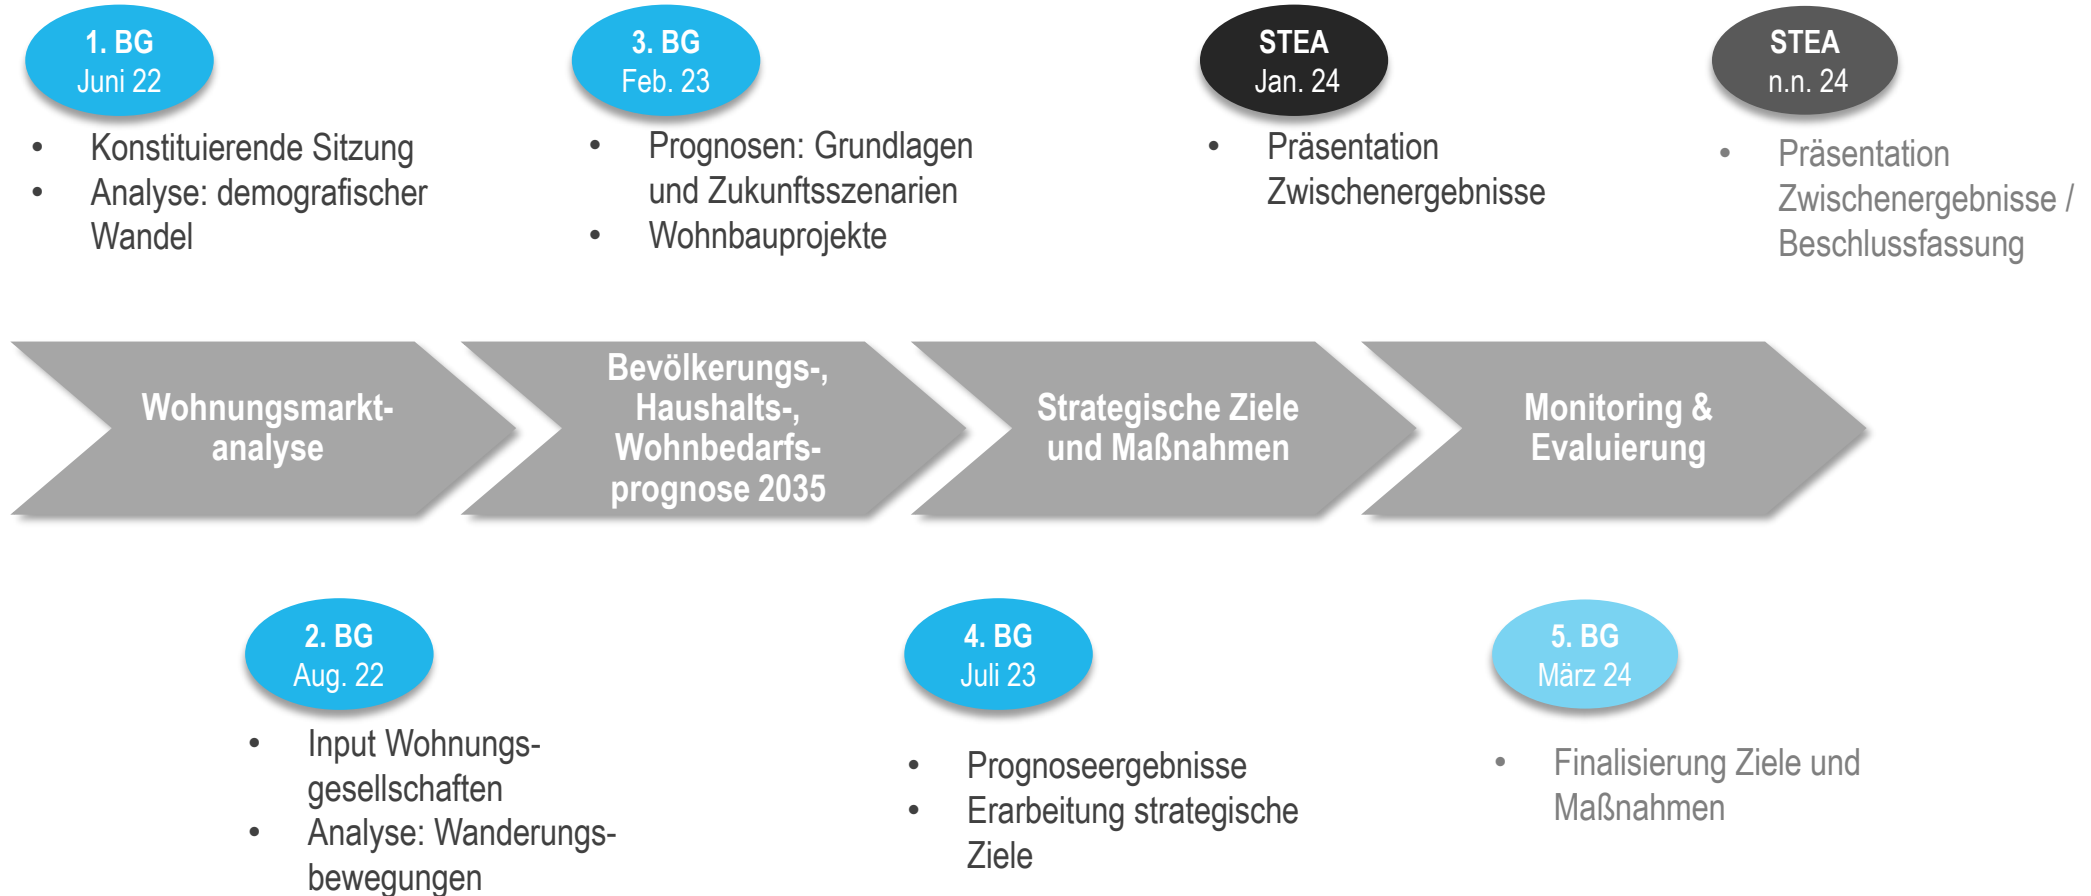 1. BG
Juni 22
• Konstituierende Sitzung
• Analyse: demografischer
Wandel
3. BG
Feb. 23
• Prognosen: Grundlagen
und Zukunftsszenarien
• Wohnbauprojekte
STEA
Jan. 24
• Präsentation
Zwischenergebnisse
STEA
n.n. 24
• Präsentation
Zwischenergebnisse /
Beschlussfassung
Wohnungsmarkt-
analyse
Bevölkerungs-,
Haushalts-,
Wohnbedarfs-
prognose 2035
Strategische Ziele
und Maßnahmen
Monitoring &
Evaluierung
2. BG
Aug. 22
• Input Wohnungs-
gesellschaften
• Analyse: Wanderungs-
bewegungen
4. BG
Juli 23
• Prognoseergebnisse
• Erarbeitung strategische
Ziele
5. BG
März 24
• Finalisierung Ziele und
Maßnahmen